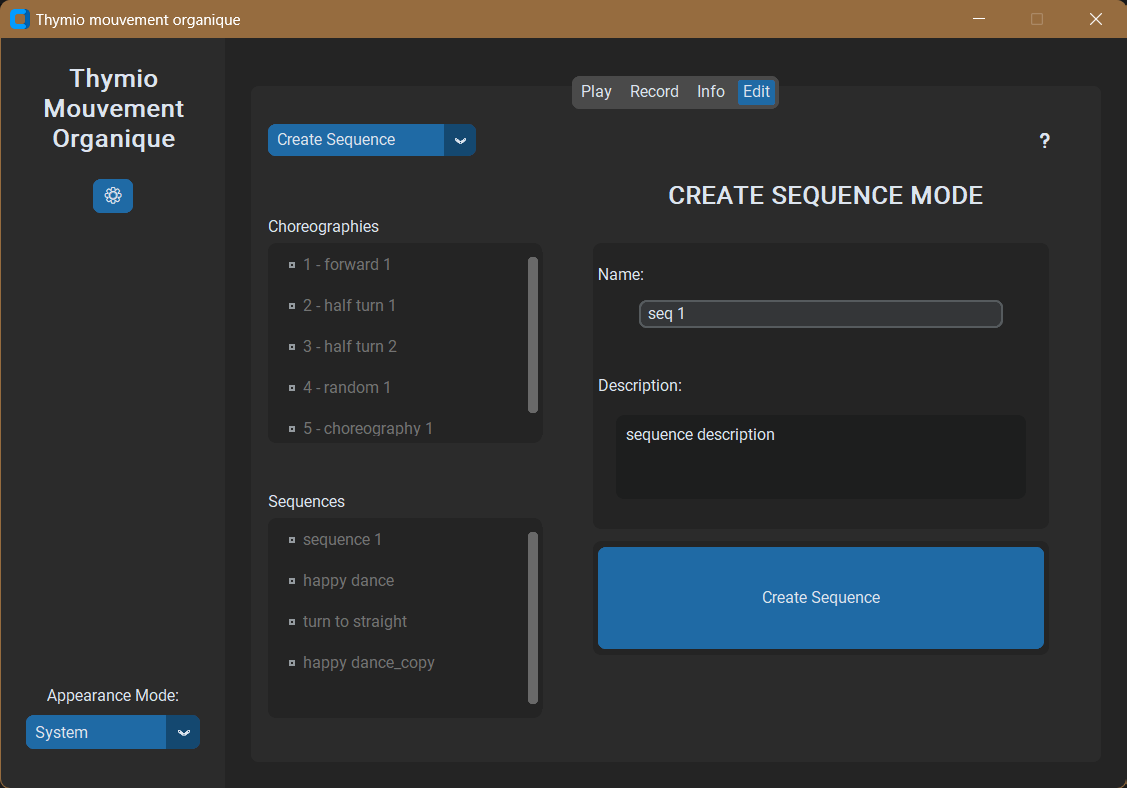 Thymio mouvement organique
Thymio
Mouvement
Organique
Play Record Info Edit
Create Sequence
?
CREATE SEQUENCE MODE
Choreographies
1 - forward 1
2 - half turn 1
3 - half turn 2
4 - random 1
5 - choreography 1
Name:
seq 1
Description:
sequence description
Sequences
sequence 1
happy dance
turn to straight
happy dance_copy
Create Sequence
Appearance Mode:
System